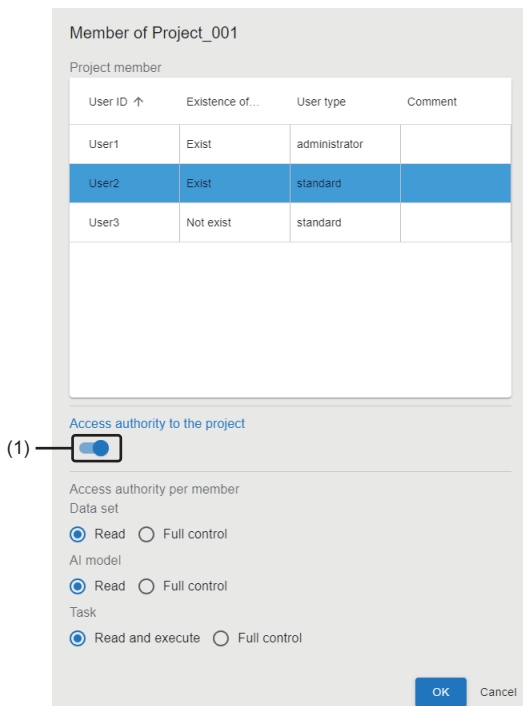 Member of Project_001
Project member
User ID ↑ Existence of... User type Comment
User1 Exist administrator
User2 Exist standard
User3 Not exist standard
Access authority to the project
(1)
Access authority per member
Data set
Read Full control
AI model
Read Full control
Task
Read and execute Full control
OK Cancel